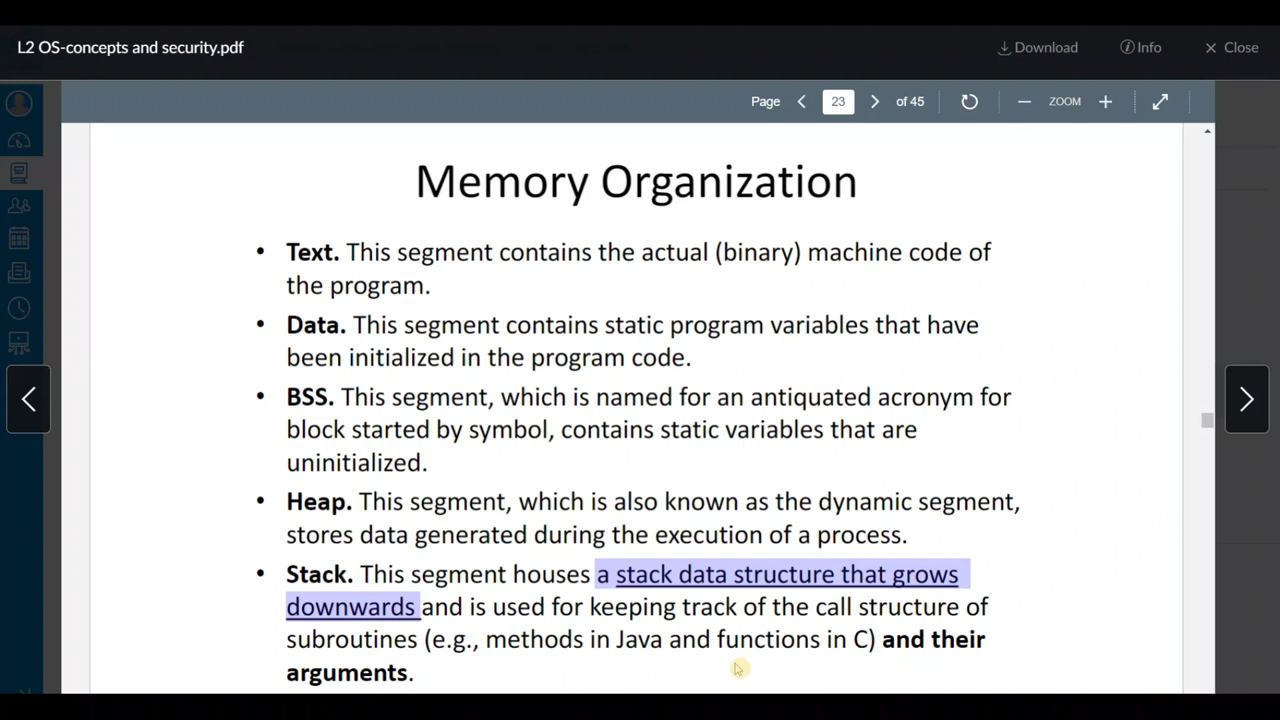 L2 OS-concepts and security.pdf
Download
Info
Close
Page
23
of 45
ZOOM
Memory Organization
• Text. This segment contains the actual (binary) machine code of
the program.
• Data. This segment contains static program variables that have
been initialized in the program code.
• BSS. This segment, which is named for an antiquated acronym for
block started by symbol, contains static variables that are
uninitialized.
• Heap. This segment, which is also known as the dynamic segment,
stores data generated during the execution of a process.
• Stack. This segment houses a stack data structure that grows
downwards and is used for keeping track of the call structure of
subroutines (e.g., methods in Java and functions in C) and their
arguments.